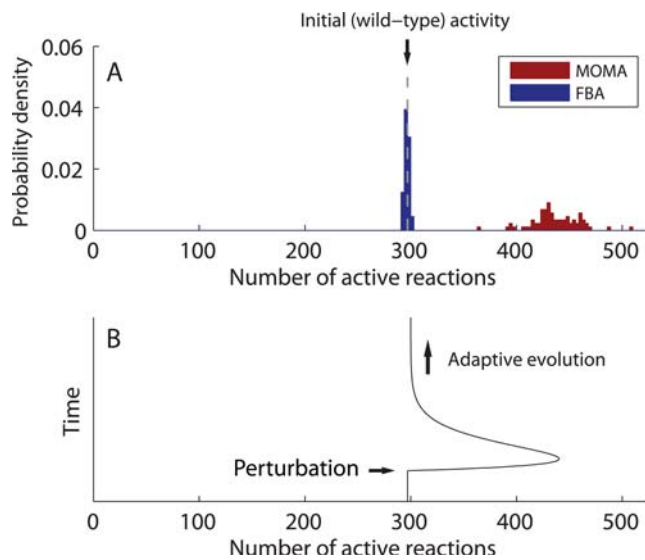 Initial (wild–type) activity
0.06
A
MOMA
FBA
0.04
0.02
0
Probability density
0 100 200 300 400 500
Number of active reactions
B
Adaptive evolution
Time
Perturbation
0 100 200 300 400 500
Number of active reactions